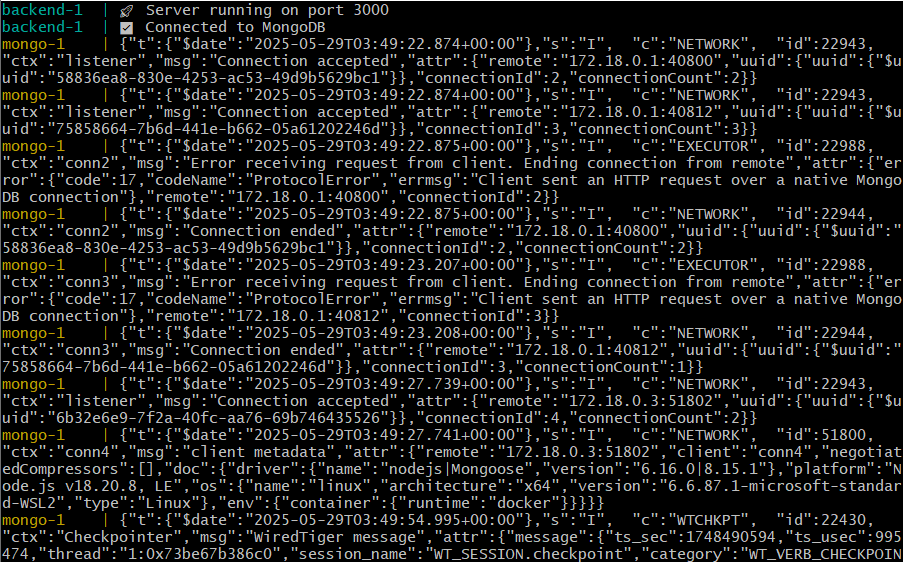 backend-1  | 🚀 Server running on port 3000
backend-1  | ✅ Connected to MongoDB
mongo-1    | {"t":{"$date":"2025-05-29T03:49:22.874+00:00"},"s":"I",  "c":"NETWORK",  "id":22943,
"ctx":"listener","msg":"Connection accepted","attr":{"remote":"172.18.0.1:40800","uuid":{"uuid":{"$u
uid":"58836ea8-830e-4253-ac53-49d9b5629bc1"}},"connectionId":2,"connectionCount":2}}
mongo-1    | {"t":{"$date":"2025-05-29T03:49:22.874+00:00"},"s":"I",  "c":"NETWORK",  "id":22943,
"ctx":"listener","msg":"Connection accepted","attr":{"remote":"172.18.0.1:40812","uuid":{"uuid":{"$u
uid":"75858664-7b6d-441e-b662-05a61202246d"}},"connectionId":3,"connectionCount":3}}
mongo-1    | {"t":{"$date":"2025-05-29T03:49:22.875+00:00"},"s":"I",  "c":"EXECUTOR", "id":22988,
"ctx":"conn2","msg":"Error receiving request from client. Ending connection from remote","attr":{"er
ror":{"code":17,"codeName":"ProtocolError","errmsg":"Client sent an HTTP request over a native Mongo
DB connection"},"remote":"172.18.0.1:40800","connectionId":2}}
mongo-1    | {"t":{"$date":"2025-05-29T03:49:22.875+00:00"},"s":"I",  "c":"NETWORK",  "id":22944,
"ctx":"conn2","msg":"Connection ended","attr":{"remote":"172.18.0.1:40800","uuid":{"uuid":{"$uuid":"
58836ea8-830e-4253-ac53-49d9b5629bc1"}},"connectionId":2,"connectionCount":2}}
mongo-1    | {"t":{"$date":"2025-05-29T03:49:23.207+00:00"},"s":"I",  "c":"EXECUTOR", "id":22988,
"ctx":"conn3","msg":"Error receiving request from client. Ending connection from remote","attr":{"er
ror":{"code":17,"codeName":"ProtocolError","errmsg":"Client sent an HTTP request over a native Mongo
DB connection"},"remote":"172.18.0.1:40812","connectionId":3}}
mongo-1    | {"t":{"$date":"2025-05-29T03:49:23.208+00:00"},"s":"I",  "c":"NETWORK",  "id":22944,
"ctx":"conn3","msg":"Connection ended","attr":{"remote":"172.18.0.1:40812","uuid":{"uuid":{"$uuid":"
75858664-7b6d-441e-b662-05a61202246d"}},"connectionId":3,"connectionCount":1}}
mongo-1    | {"t":{"$date":"2025-05-29T03:49:27.739+00:00"},"s":"I",  "c":"NETWORK",  "id":22943,
"ctx":"listener","msg":"Connection accepted","attr":{"remote":"172.18.0.3:51802","uuid":{"uuid":{"$u
uid":"6b32e6e9-7f2a-40fc-aa76-69b746435526"}},"connectionId":4,"connectionCount":2}}
mongo-1    | {"t":{"$date":"2025-05-29T03:49:27.741+00:00"},"s":"I",  "c":"NETWORK",  "id":51800,
"ctx":"conn4","msg":"client metadata","attr":{"remote":"172.18.0.3:51802","client":"conn4","negotiat
edCompressors":[],"doc":{"driver":{"name":"nodejs|Mongoose","version":"6.16.0|8.15.1"},"platform":"N
ode.js v18.20.8, LE","os":{"name":"linux","architecture":"x64","version":"6.6.87.1-microsoft-standar
d-WSL2","type":"Linux"},"env":{"container":{"runtime":"docker"}}}}}
mongo-1    | {"t":{"$date":"2025-05-29T03:49:54.995+00:00"},"s":"I",  "c":"WTCHKPT",  "id":22430,
"ctx":"Checkpointer","msg":"WiredTiger message","attr":{"message":{"ts_sec":1748490594,"ts_usec":995
474,"thread":"1:0x73be67b386c0","session_name":"WT_SESSION.checkpoint","category":"WT_VERB_CHECKPOIN